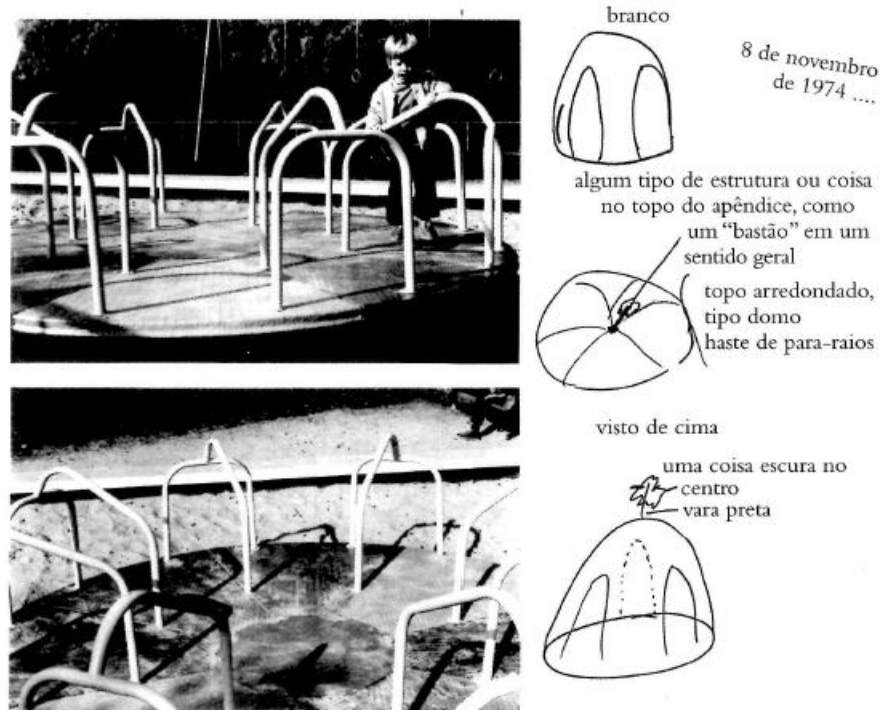 branco
8 de novembro
de 1974 ....
algum tipo de estrutura ou coisa
no topo do apêndice, como
um “bastão” em um
sentido geral
topo arredondado,
tipo domo
haste de para-raios
visto de cima
uma coisa escura no
centro
vara preta